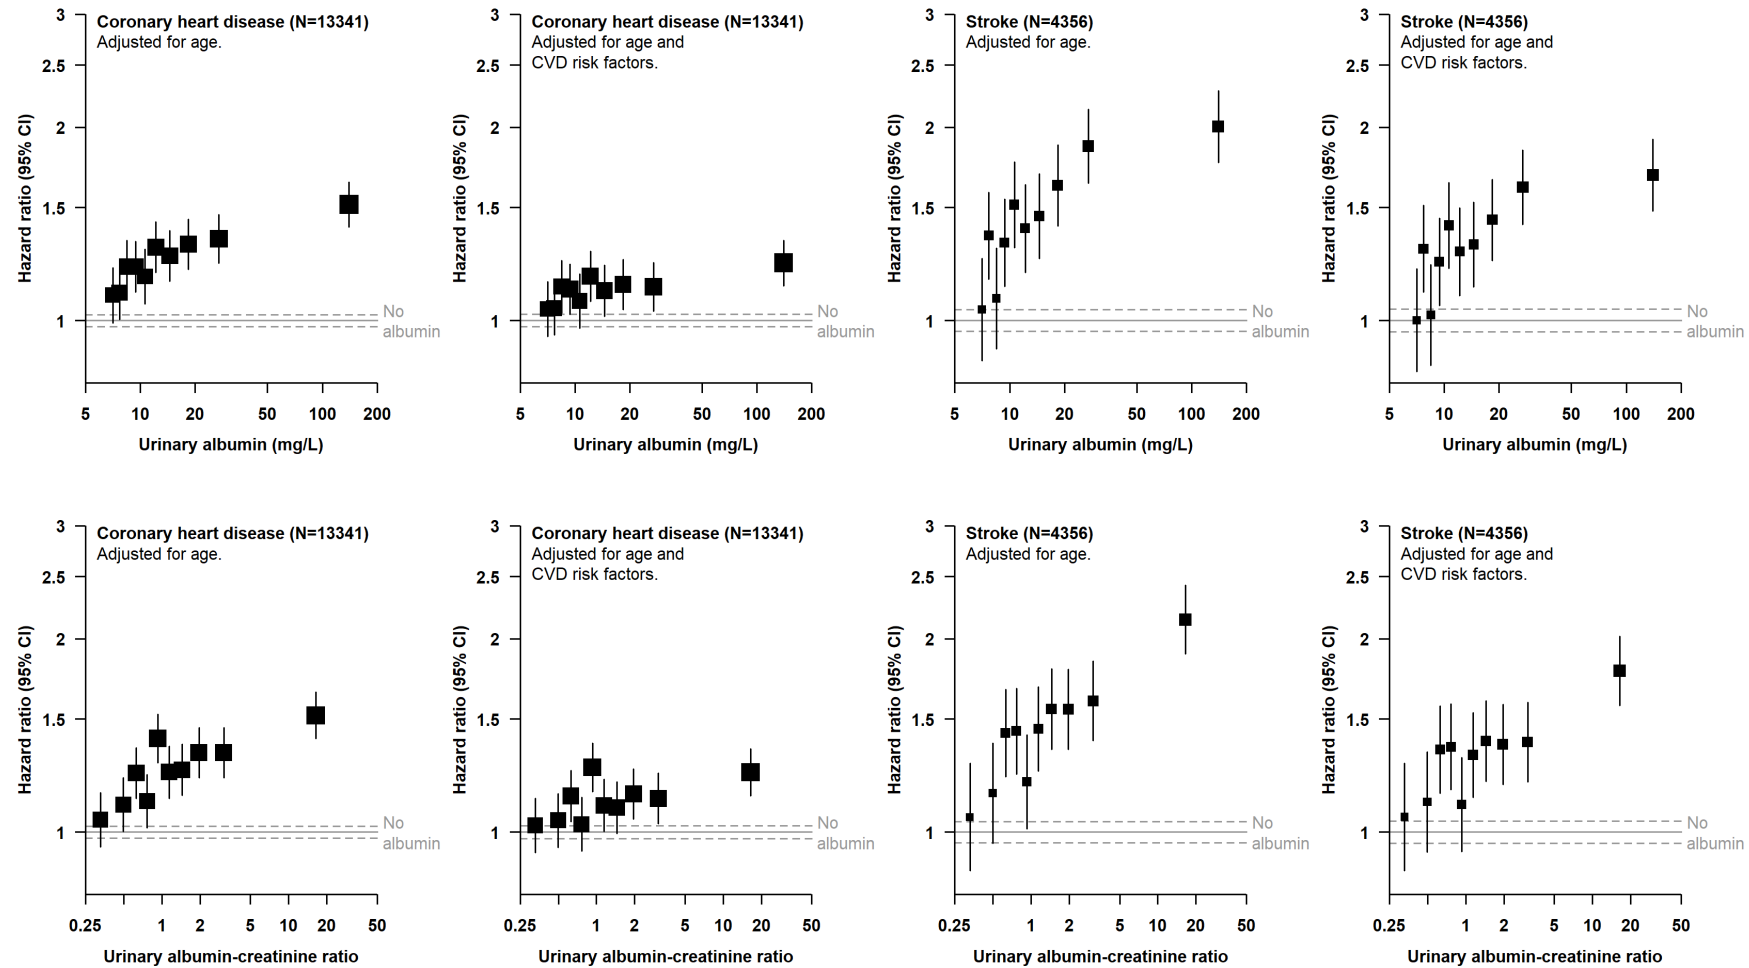 Coronary heart disease (N=13341)
Adjusted for age.
3
2.5
2
1.5
1
Hazard ratio (95% CI)
No
albumin
5 10 20 50 100 200
Urinary albumin (mg/L)
Coronary heart disease (N=13341)
Adjusted for age and
CVD risk factors.
3
2.5
2
1.5
1
Hazard ratio (95% CI)
No
albumin
5 10 20 50 100 200
Urinary albumin (mg/L)
Stroke (N=4356)
Adjusted for age.
3
2.5
2
1.5
1
Hazard ratio (95% CI)
No
albumin
5 10 20 50 100 200
Urinary albumin (mg/L)
Stroke (N=4356)
Adjusted for age and
CVD risk factors.
3
2.5
2
1.5
1
Hazard ratio (95% CI)
No
albumin
5 10 20 50 100 200
Urinary albumin (mg/L)
Coronary heart disease (N=13341)
Adjusted for age.
3
2.5
2
1.5
1
Hazard ratio (95% CI)
No
albumin
0.25 1 2 5 10 20 50
Urinary albumin-creatinine ratio
Coronary heart disease (N=13341)
Adjusted for age and
CVD risk factors.
3
2.5
2
1.5
1
Hazard ratio (95% CI)
No
albumin
0.25 1 2 5 10 20 50
Urinary albumin-creatinine ratio
Stroke (N=4356)
Adjusted for age.
3
2.5
2
1.5
1
Hazard ratio (95% CI)
No
albumin
0.25 1 2 5 10 20 50
Urinary albumin-creatinine ratio
Stroke (N=4356)
Adjusted for age and
CVD risk factors.
3
2.5
2
1.5
1
Hazard ratio (95% CI)
No
albumin
0.25 1 2 5 10 20 50
Urinary albumin-creatinine ratio